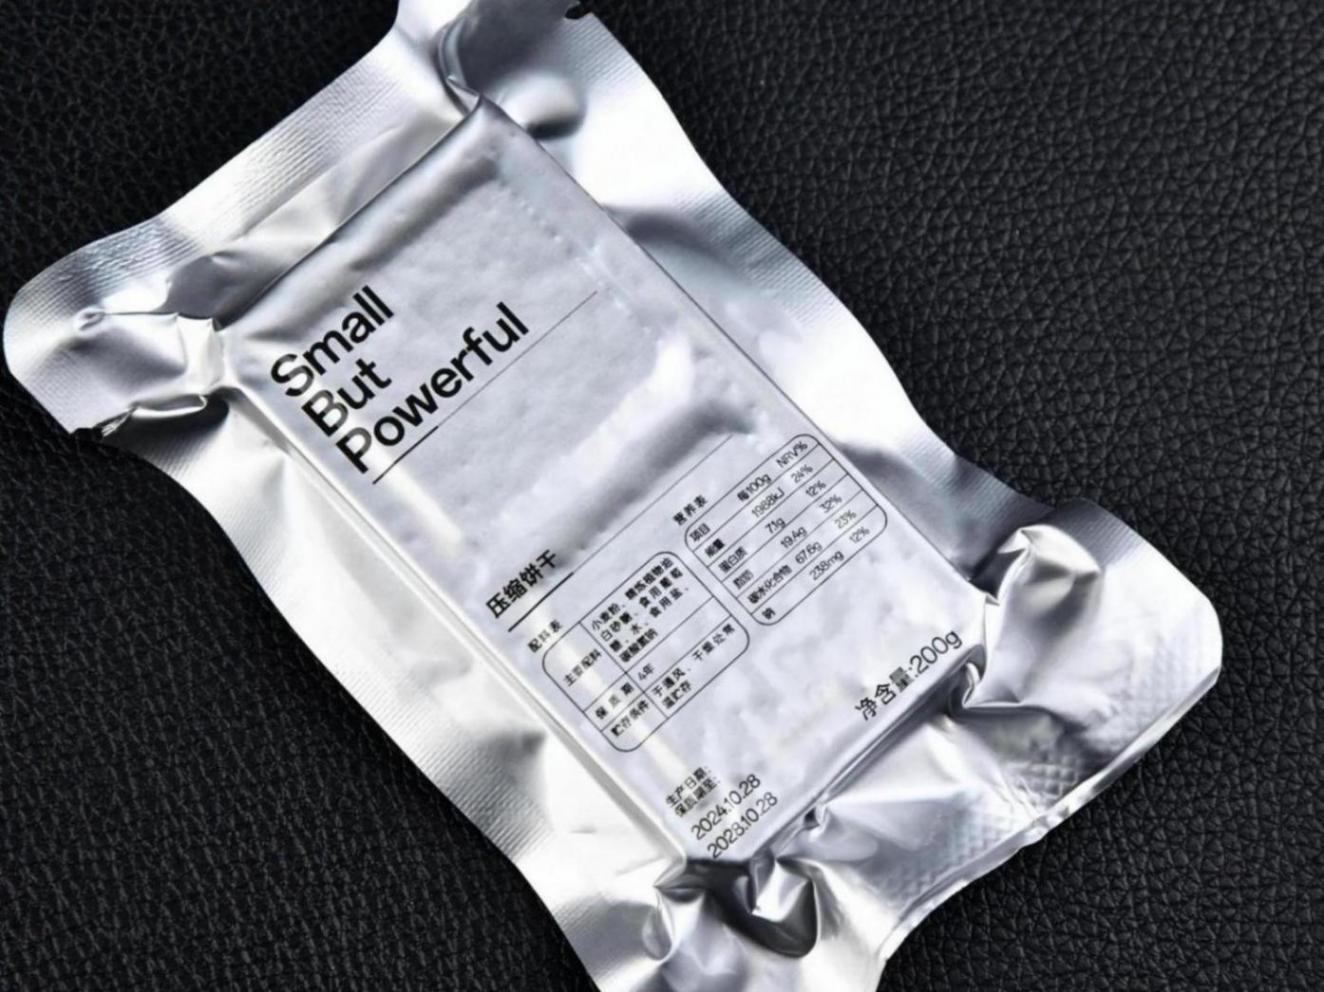 Small
But
Powerful
压缩饼干
配料表
主要配料
小麦粉、精炼植物油
白砂糖、食用葡萄
糖、水、食用盐、
碳酸氢钠
保质期 4年
贮存条件
于通风、干燥处常
温贮存
营养表
项目 每100g NRV%
能量 1988kJ 24%
蛋白质 7.1g 12%
脂肪 19.4g 32%
碳水化合物 67.6g 23%
钠 238mg 12%
净含量:200g
生产日期:
保质期至:
2024.10.28
2028.10.28